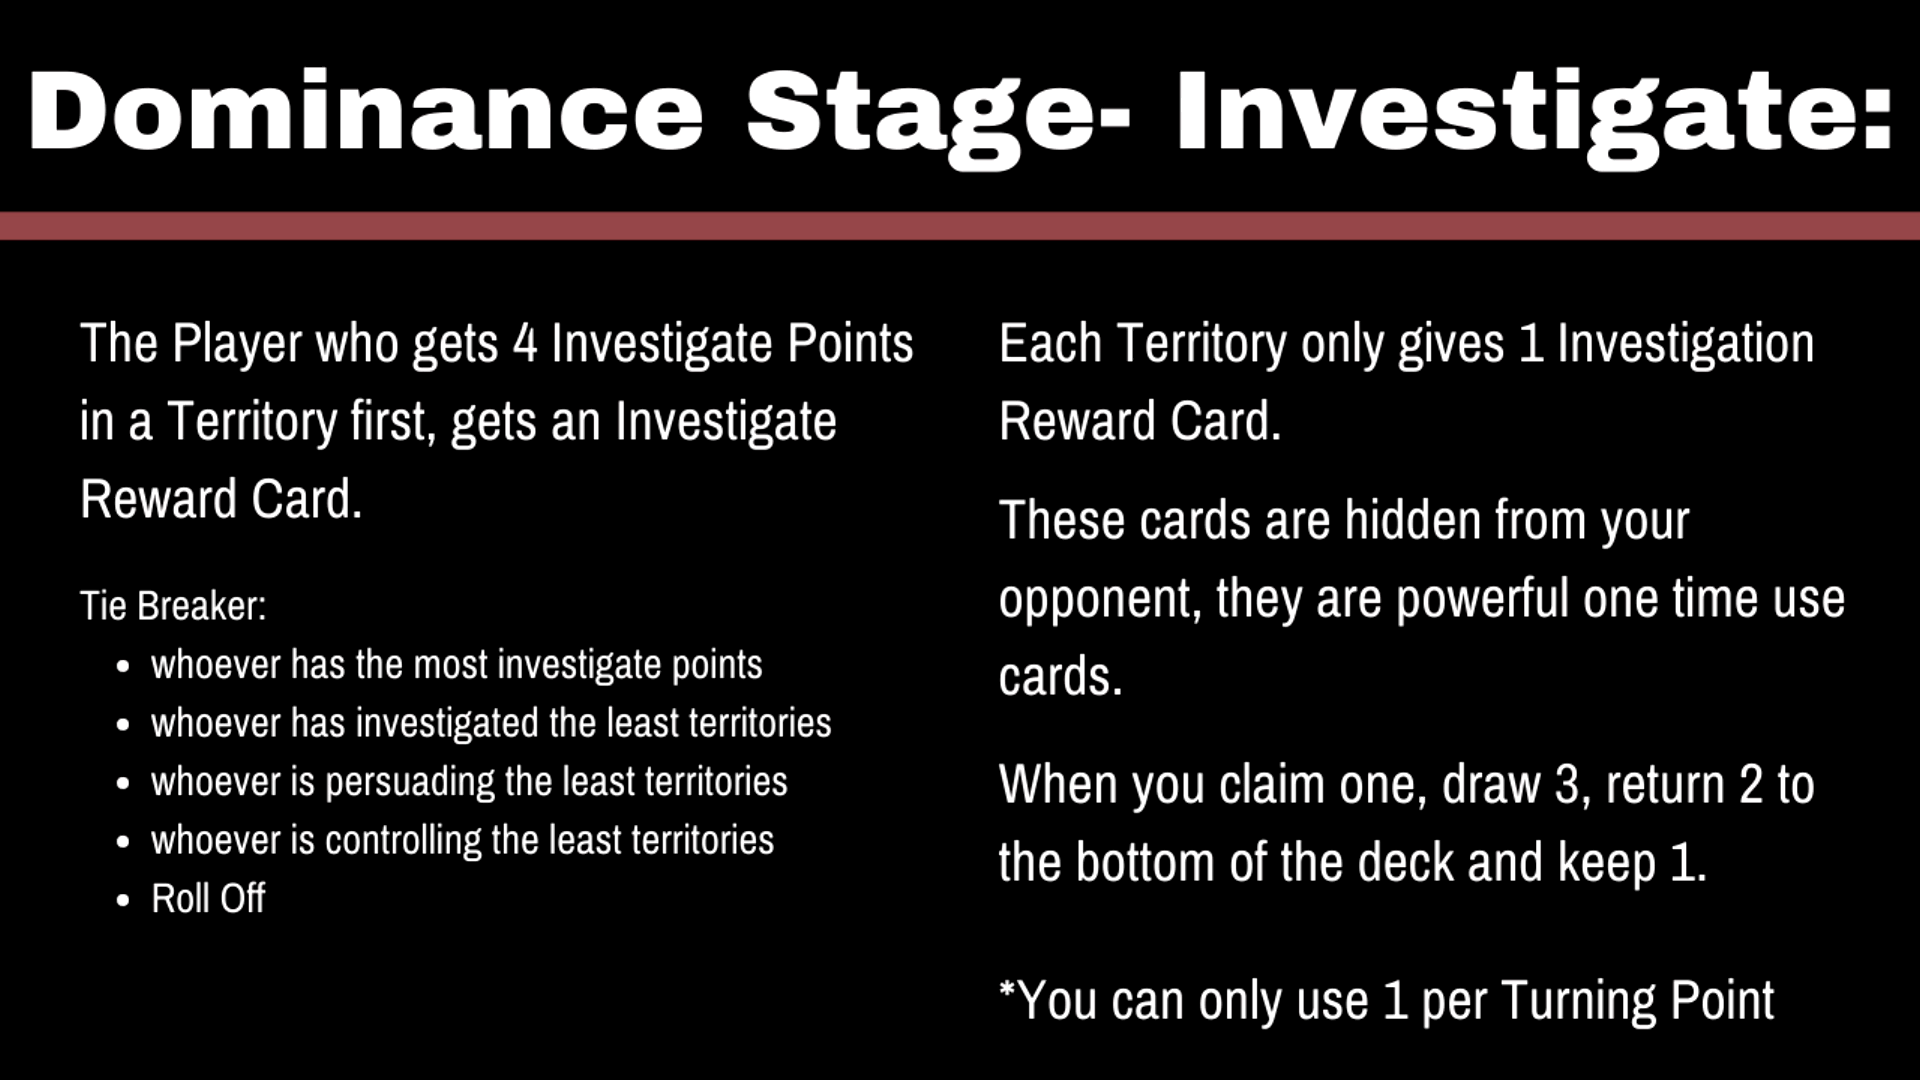 Dominance Stage- Investigate:
The Player who gets 4 Investigate Points
in a Territory first, gets an Investigate
Reward Card.
Tie Breaker:
• whoever has the most investigate points
• whoever has investigated the least territories
• whoever is persuading the least territories
• whoever is controlling the least territories
• Roll Off
Each Territory only gives 1 Investigation
Reward Card.
These cards are hidden from your
opponent, they are powerful one time use
cards.
When you claim one, draw 3, return 2 to
the bottom of the deck and keep 1.
*You can only use 1 per Turning Point